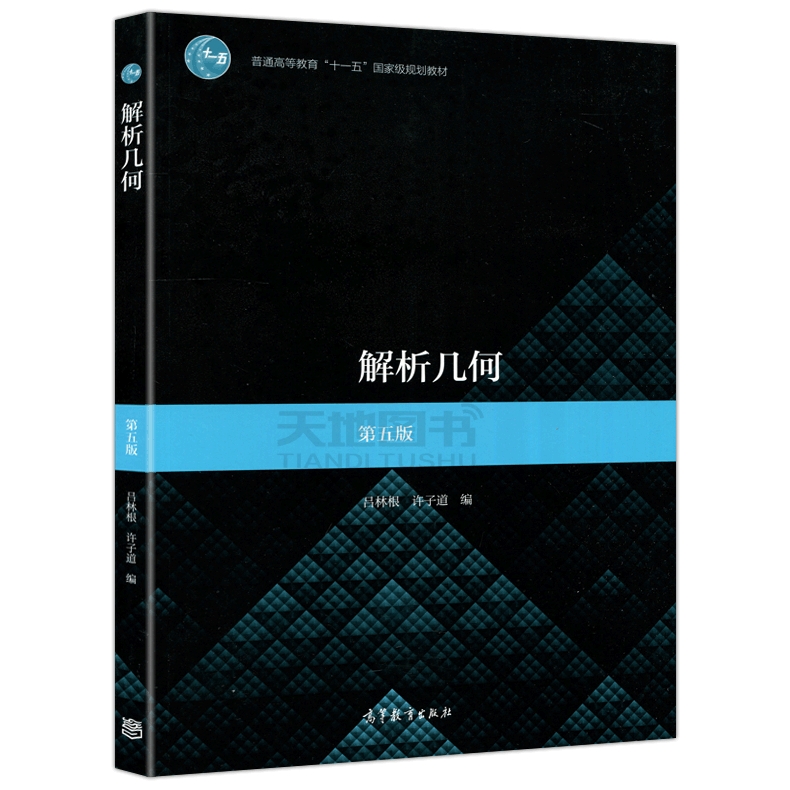 十一五
普通高等教育“十一五”国家级规划教材
解析几何
第五版
天地图书
TIANDI TUSHU
吕林根 许子道 编
高等教育出版社
解析几何
第五版
吕林根 许子道 编